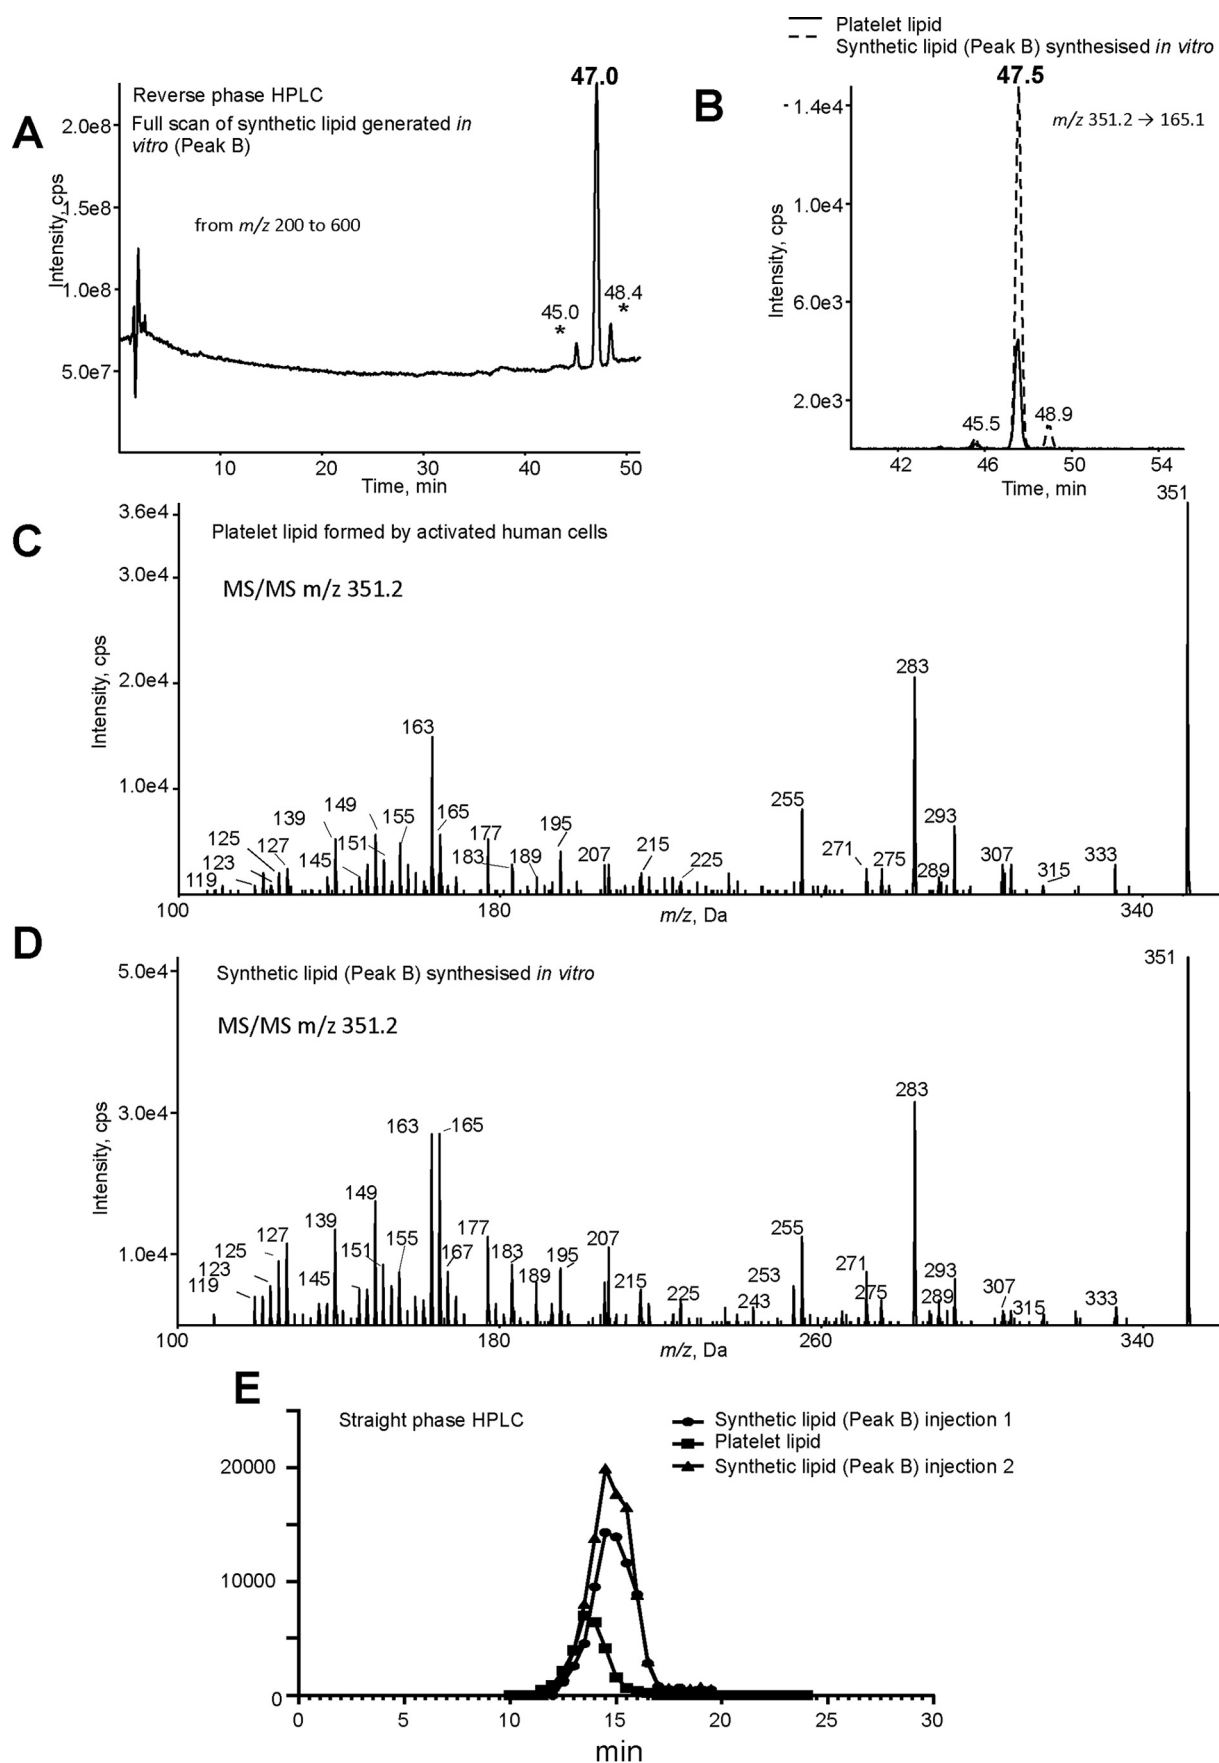 Platelet lipid
Synthetic lipid (Peak B) synthesised in vitro
A
Reverse phase HPLC
Full scan of synthetic lipid generated in
vitro (Peak B)
from m/z 200 to 600
47.0
45.0
*
48.4
*
Intensity, cps
2.0e8
1.5e8
1.0e8
5.0e7
10
20
30
40
50
Time, min
B
47.5
m/z 351.2 → 165.1
Intensity, cps
1.4e4
1.0e4
6.0e3
2.0e3
45.5
48.9
42
46
50
54
Time, min
C
Platelet lipid formed by activated human cells
MS/MS m/z 351.2
Intensity, cps
3.6e4
3.0e4
2.0e4
1.0e4
119
123
125
127
139
145
149
151
155
163
165
177
183
189
195
207
215
225
255
271
275
283
289
293
307
315
333
351
100
180
m/z, Da
340
D
Synthetic lipid (Peak B) synthesised in vitro
MS/MS m/z 351.2
Intensity, cps
5.0e4
3.0e4
1.0e4
119
123
125
127
139
145
149
151
155
163
165
167
177
183
189
195
207
215
225
243
253
255
271
275
283
289
293
307
315
333
351
100
180
m/z, Da
260
340
E
Straight phase HPLC
Synthetic lipid (Peak B) injection 1
Platelet lipid
Synthetic lipid (Peak B) injection 2
20000
10000
0
0
5
10
15
20
25
30
min